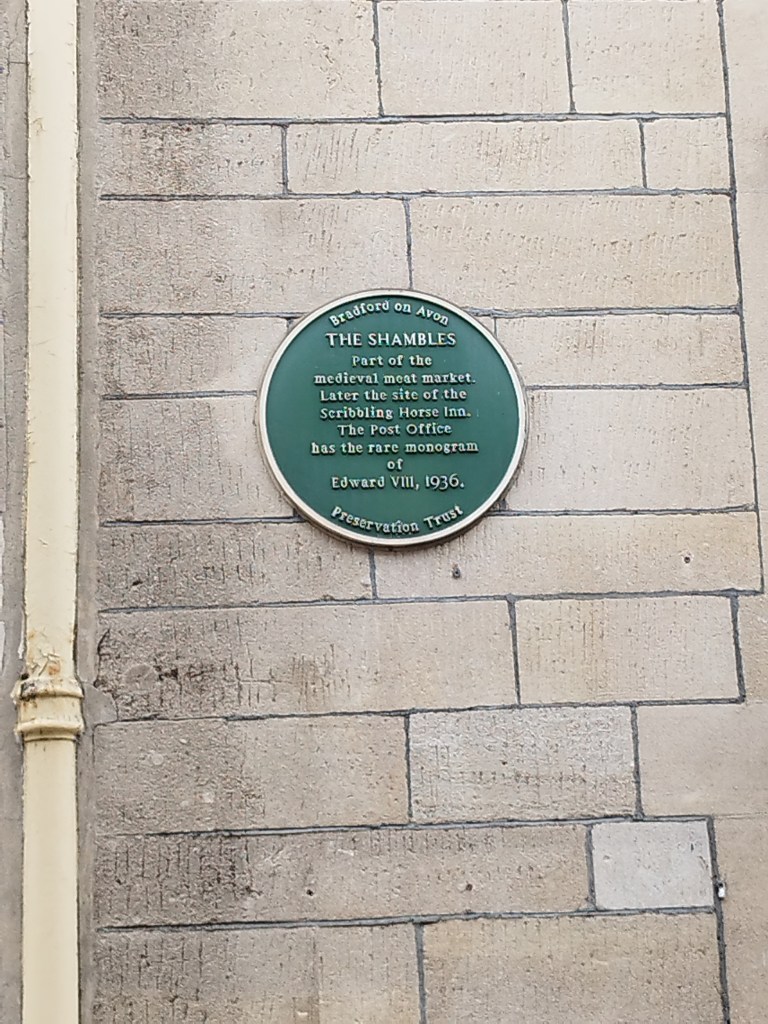 Bradford on Avon
THE SHAMBLES
Part of the
medieval meat market.
Later the site of the
Scribbling Horse Inn.
The Post Office
has the rare monogram
of
Edward VIII, 1936.
Preservation Trust